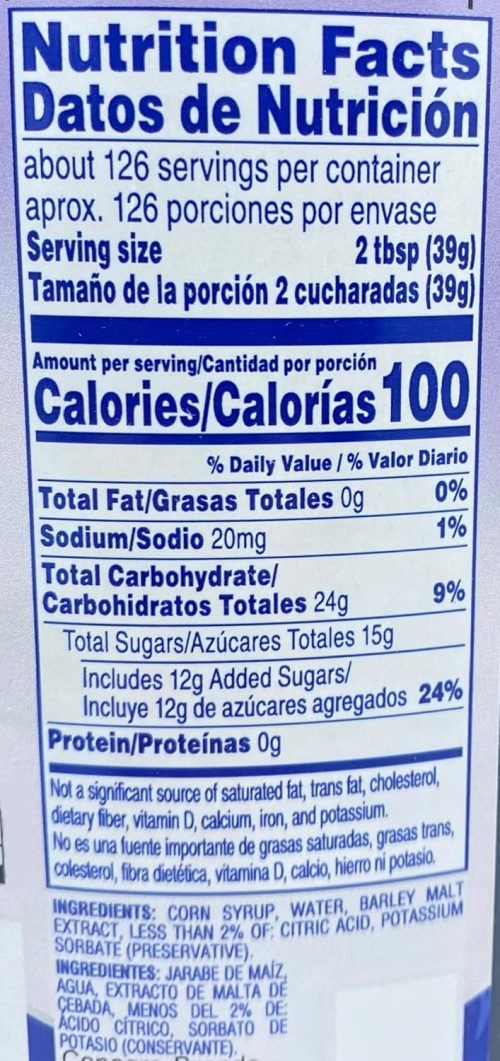 Nutrition Facts
Datos de Nutrición
about 126 servings per container
aprox. 126 porciones por envase
Serving size 2 tbsp (39g)
Tamaño de la porción 2 cucharadas (39g)
Amount per serving/Cantidad por porción
Calories/Calorías 100
% Daily Value / % Valor Diario
Total Fat/Grasas Totales 0g 0%
Sodium/Sodio 20mg 1%
Total Carbohydrate/
Carbohidratos Totales 24g 9%
Total Sugars/Azúcares Totales 15g
Includes 12g Added Sugars/
Incluye 12g de azúcares agregados 24%
Protein/Proteínas 0g
Not a significant source of saturated fat, trans fat, cholesterol,
dietary fiber, vitamin D, calcium, iron, and potassium.
No es una fuente importante de grasas saturadas, grasas trans,
colesterol, fibra dietética, vitamina D, calcio, hierro ni potasio.
INGREDIENTS: CORN SYRUP, WATER, BARLEY MALT
EXTRACT, LESS THAN 2% OF: CITRIC ACID, POTASSIUM
SORBATE (PRESERVATIVE).
INGREDIENTES: JARABE DE MAÍZ,
AGUA, EXTRACTO DE MALTA DE
CEBADA, MENOS DEL 2% DE:
ÁCIDO CÍTRICO, SORBATO DE
POTASIO (CONSERVANTE).